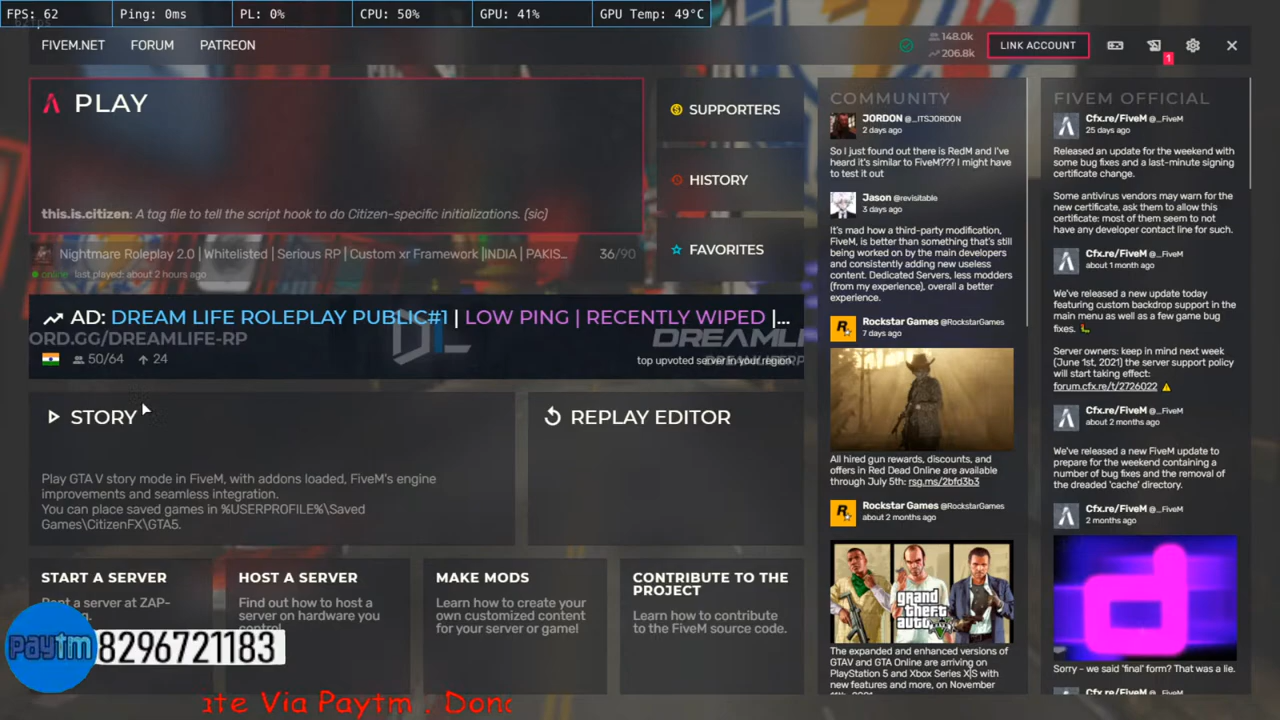 FPS: 62
Ping: 0ms
PL: 0%
CPU: 50%
GPU: 41%
GPU Temp: 49°C
FIVEM.NET
FORUM
PATREON
148.0k
206.8k
LINK ACCOUNT
1
PLAY
this.is.citizen: A tag file to tell the script hook to do Citizen-specific initializations. (sic)
Nightmare Roleplay 2.0 | Whitelisted | Serious RP | Custom xr Framework |INDIA | PAKIS...
36/90
online last played: about 2 hours ago
SUPPORTERS
HISTORY
FAVORITES
AD: DREAM LIFE ROLEPLAY PUBLIC#1 | LOW PING | RECENTLY WIPED |...
ORD.GG/DREAMLIFE-RP
50/64
24
top upvoted server in your region
STORY
Play GTA V story mode in FiveM, with addons loaded, FiveM's engine
improvements and seamless integration.
You can place saved games in %USERPROFILE%\Saved
Games\CitizenFX\GTA5.
REPLAY EDITOR
START A SERVER
Rent a server at ZAP-
HOST A SERVER
Find out how to host a
server on hardware you
control.
MAKE MODS
Learn how to create your
own customized content
for your server or game!
CONTRIBUTE TO THE
PROJECT
Learn how to contribute
to the FiveM source code.
paytm
8296721183
ate Via Paytm . Dono
COMMUNITY
JORDON @_ITSJORDON
2 days ago
So I just found out there is RedM and I've
heard it's similar to FiveM??? I might have
to test it out
Jason @revisitable
3 days ago
It's mad how a third-party modification,
FiveM, is better than something that's still
being worked on by the main developers
and consistently adding new useless
content. Dedicated Servers, less modders
(from my experience), overall a better
experience.
Rockstar Games @RockstarGames
7 days ago
All hired gun rewards, discounts, and
offers in Red Dead Online are available
through July 5th: rsg.ms/2bfd3b3
Rockstar Games @RockstarGames
about 2 months ago
grand
theft
auto
The expanded and enhanced versions of
GTAV and GTA Online are arriving on
PlayStation 5 and Xbox Series X|S with
new features and more, on November
FIVEM OFFICIAL
Cfx.re/FiveM @_FiveM
25 days ago
Released an update for the weekend with
some bug fixes and a last-minute signing
certificate change.
Some antivirus vendors may warn for the
new certificate, ask them to allow this
certificate: most of them seem to not
have any developer contact line for such.
Cfx.re/FiveM @_FiveM
about 1 month ago
We've released a new update today
featuring custom backdrop support in the
main menu as well as a few game bug
fixes.
Server owners: keep in mind next week
(June 1st, 2021) the server support policy
will start taking effect:
forum.cfx.re/t/2726022
Cfx.re/FiveM @_FiveM
about 2 months ago
We've released a new FiveM update to
prepare for the weekend containing a
number of bug fixes and the removal of
the dreaded 'cache' directory.
Cfx.re/FiveM @_FiveM
2 months ago
d
Sorry - we said 'final' form? That was a lie.
Cfx.re/FiveM @_FiveM